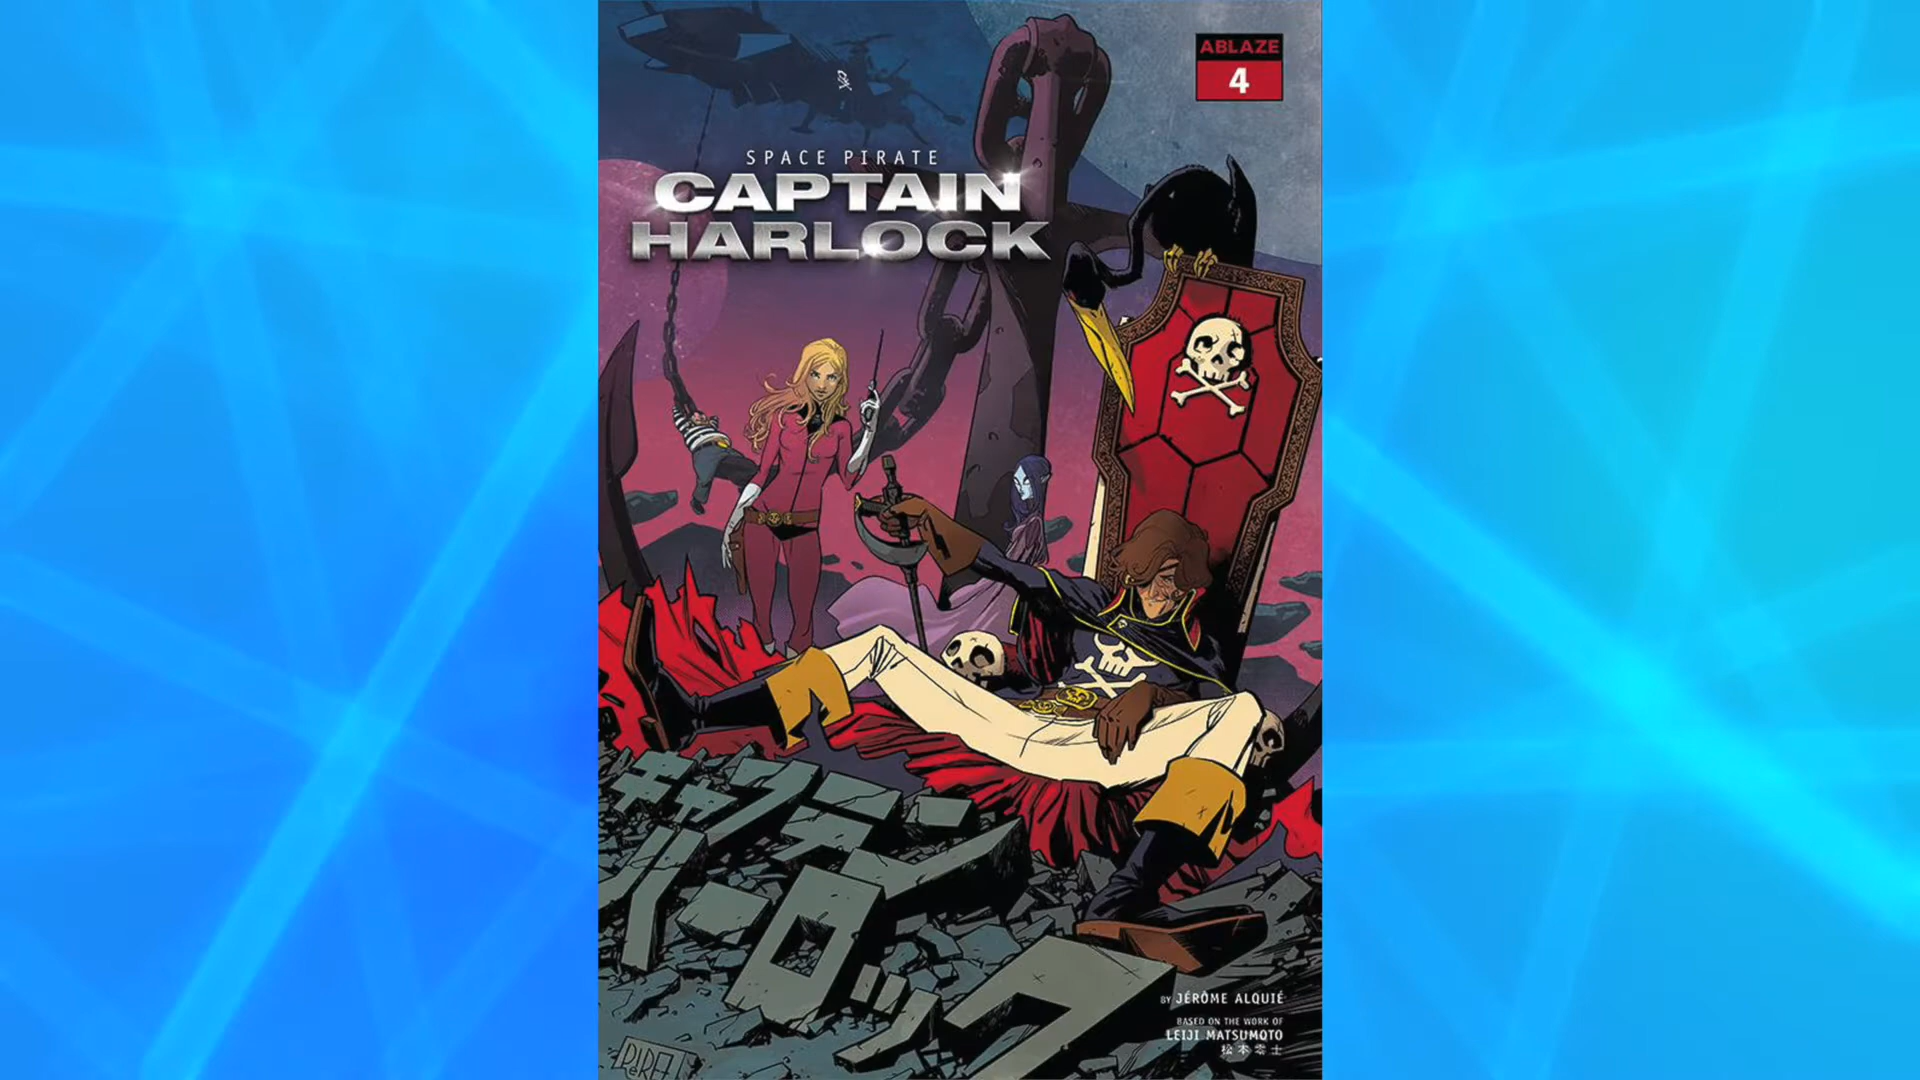 ABLAZE
4
SPACE PIRATE
CAPTAIN
HARLOCK
キャプテン
ハーロック
BY JÉRÔME ALQUIÉ
BASED ON THE WORK OF
LEIJI MATSUMOTO
松本零士
PEREZ